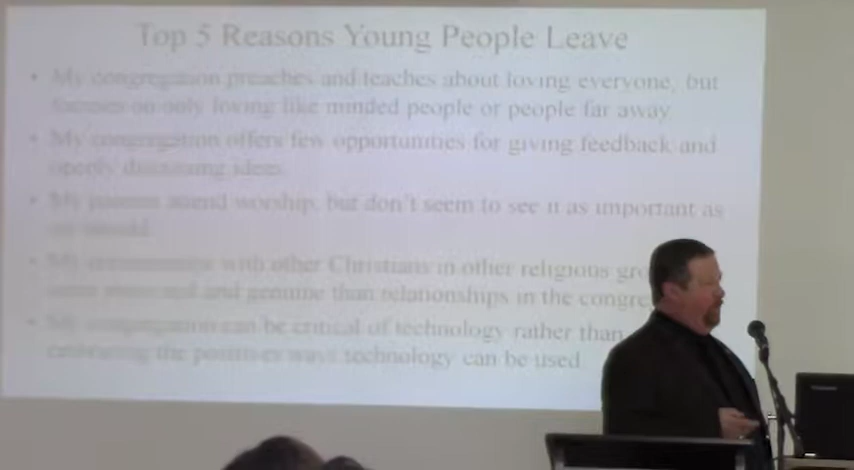 Top 5 Reasons Young People Leave
• My congregation preaches and teaches about loving everyone, but
focuses on only loving like minded people or people far away
• My congregation offers few opportunities for giving feedback and
openly discussing ideas
• My parents attend worship, but don't seem to see it as important as
• My with other Christians in other religious
and genuine than relationships in the
• My congregation can be critical of technology rather than
embracing the positives ways technology can be used